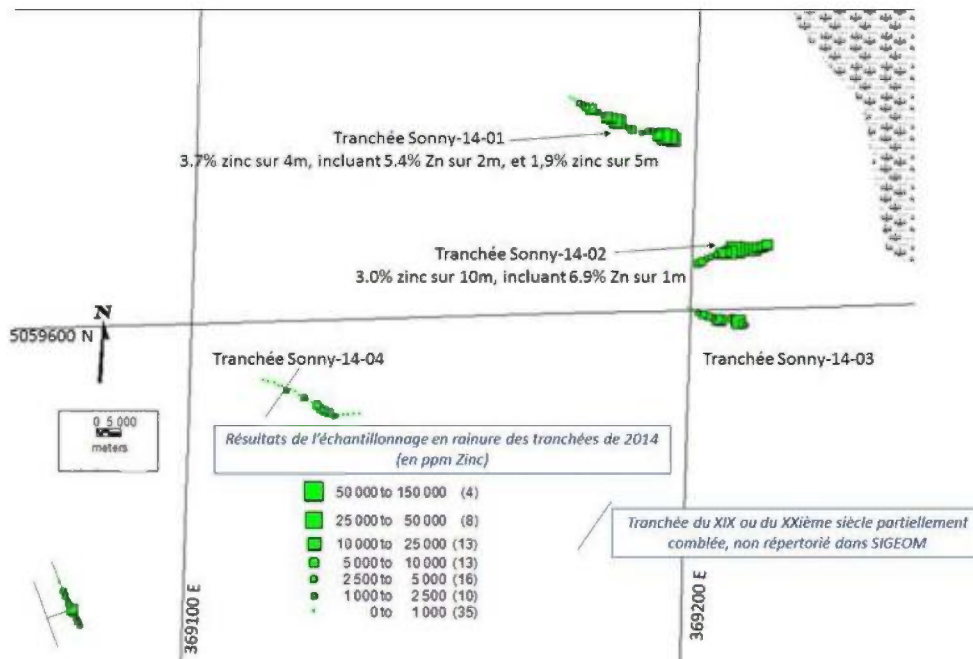 Tranchée Sonny-14-01
3.7% zinc sur 4m, incluant 5.4% Zn sur 2m, et 1,9% zinc sur 5m
Tranchée Sonny-14-02
3.0% zinc sur 10m, incluant 6.9% Zn sur 1m
N
5059600 N
Tranchée Sonny-14-04
Tranchée Sonny-14-03
0 5 000
meters
Résultats de l'échantillonnage en rainure des tranchées de 2014
(en ppm Zinc)
50 000 to 150 000 (4)
25 000 to 50 000 (8)
10 000 to 25 000 (13)
5 000 to 10 000 (13)
2 500 to 5 000 (16)
1 000 to 2 500 (10)
0 to 1 000 (35)
Tranchée du XIX ou du XXième siècle partiellement
comblée, non répertorié dans SIGEOM
369100 E
369200 E